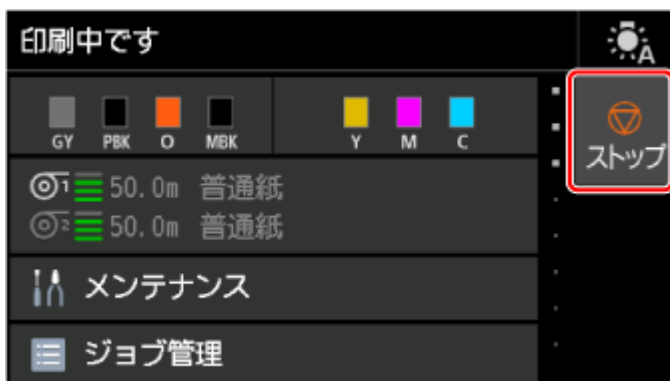 印刷中です
A
GY PBK O MBK Y M C
ストップ
1 50.0m 普通紙
2 50.0m 普通紙
メンテナンス
ジョブ管理